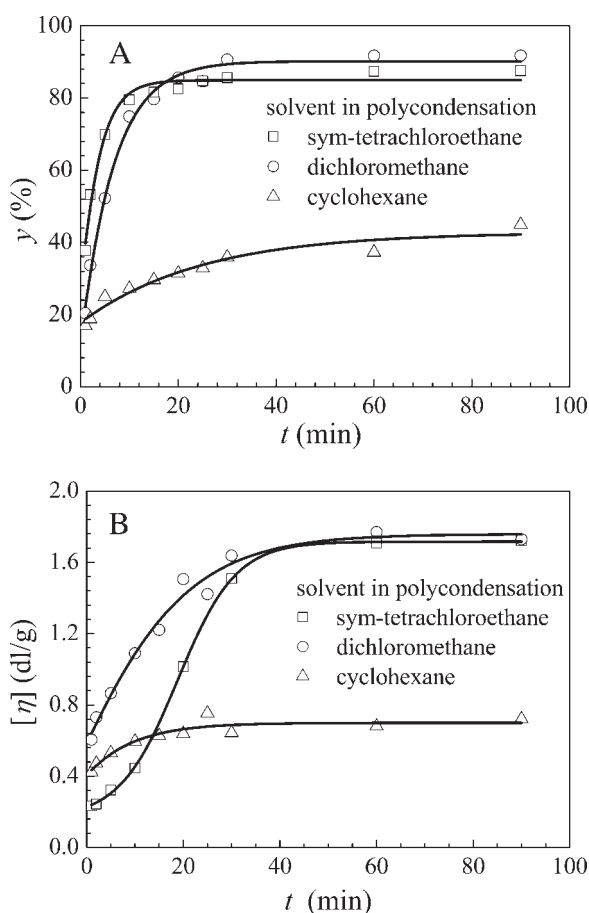 A
100
80
60
40
20
0
y (%)
solvent in polycondensation
sym-tetrachloroethane
dichloromethane
cyclohexane
0 20 40 60 80 100
t (min)
B
2.0
1.6
1.2
0.8
0.4
0.0
[η] (dl/g)
solvent in polycondensation
sym-tetrachloroethane
dichloromethane
cyclohexane
0 20 40 60 80 100
t (min)